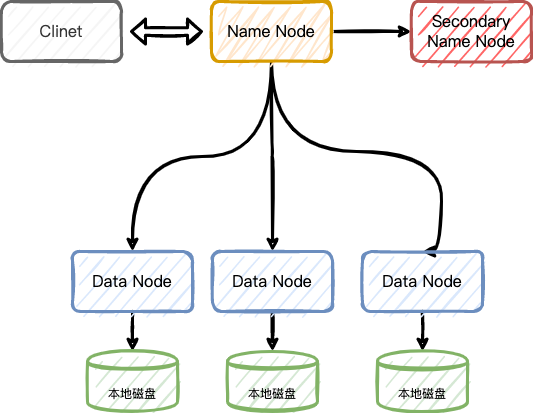 Clinet
Name Node
Secondary
Name Node
Data Node
Data Node
Data Node
本地磁盘
本地磁盘
本地磁盘